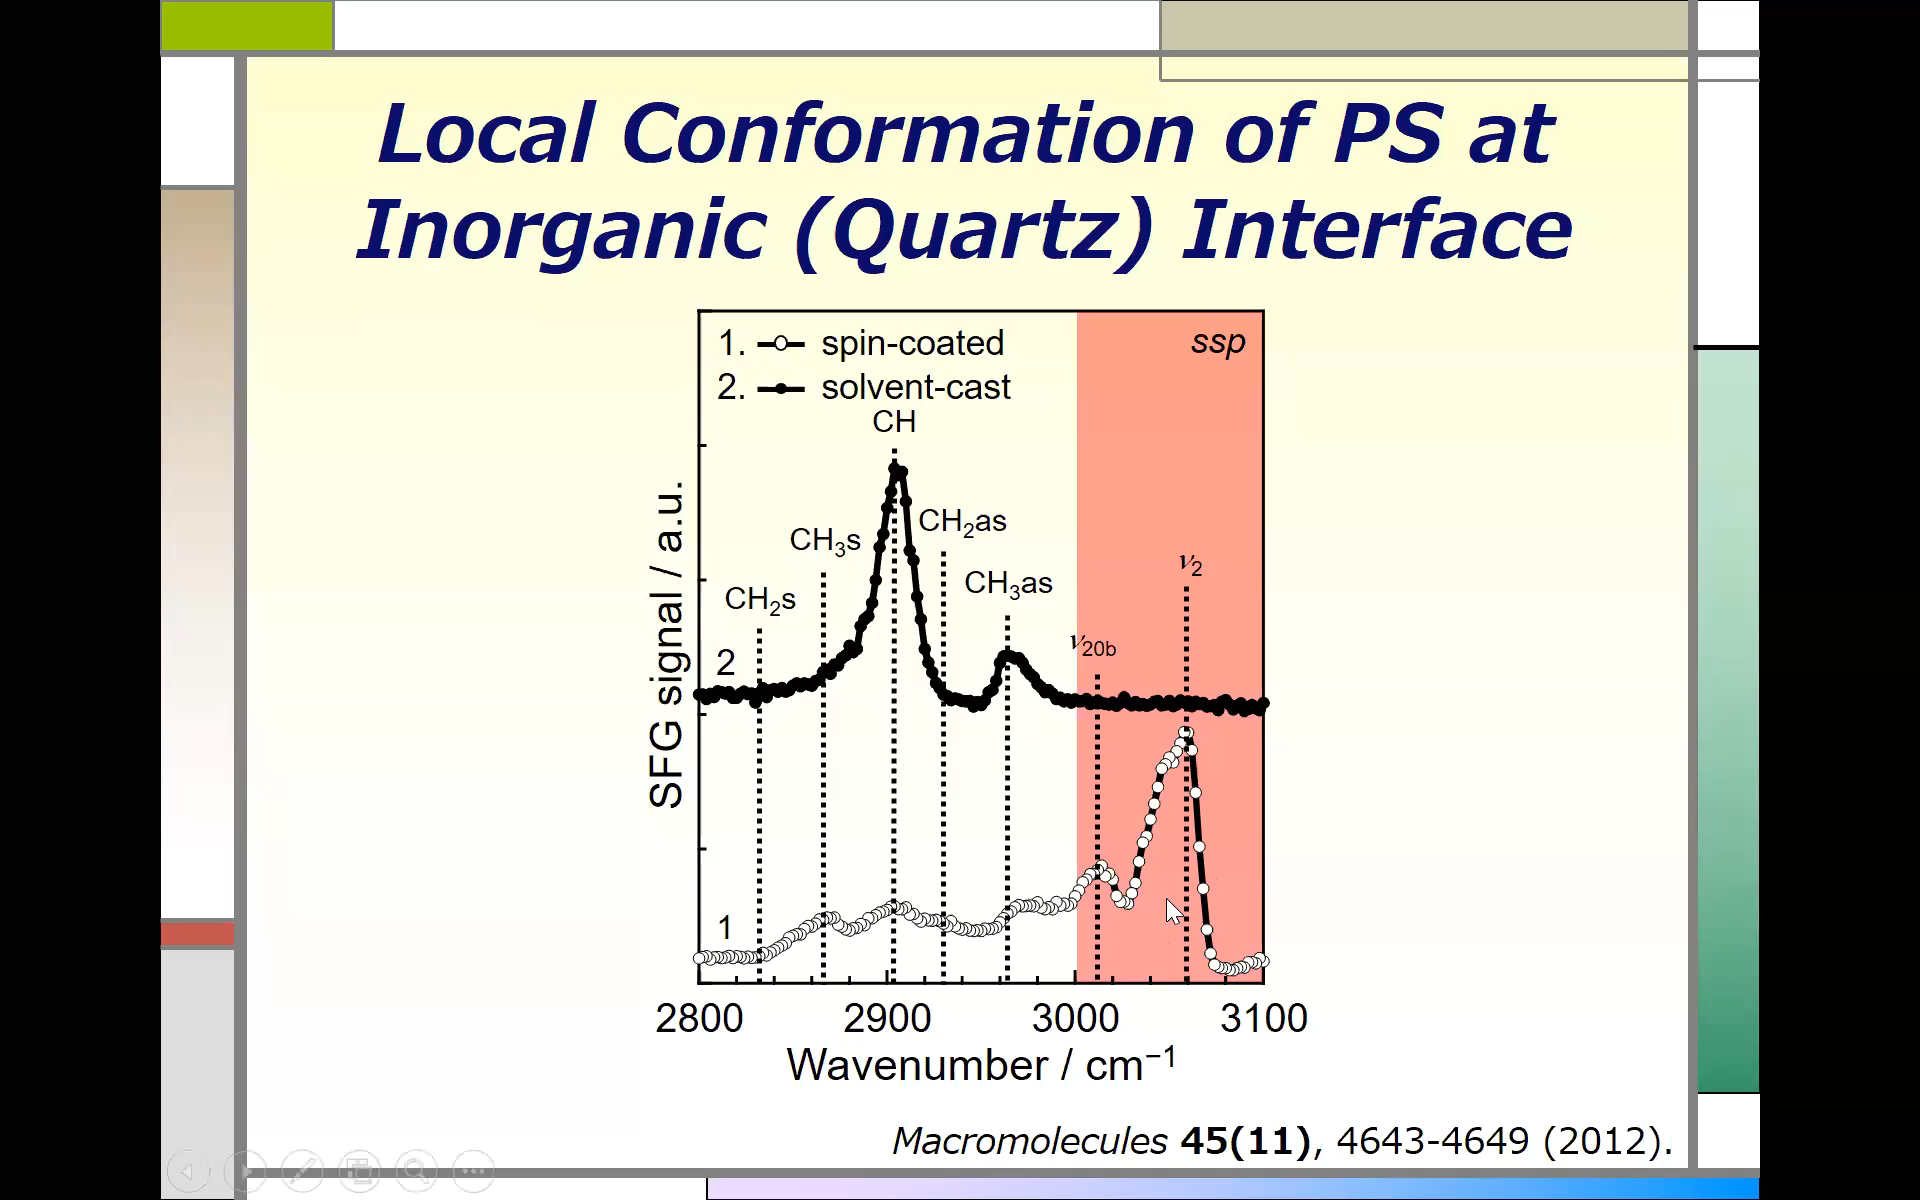 Local Conformation of PS at
Inorganic (Quartz) Interface
1. spin-coated
2. solvent-cast
ssp
CH
CH₂as
CH₃s
ν₂
CH₃as
CH₂s
ν₂₀b
2
1
SFG signal / a.u.
2800 2900 3000 3100
Wavenumber / cm⁻¹
Macromolecules 45(11), 4643-4649 (2012).